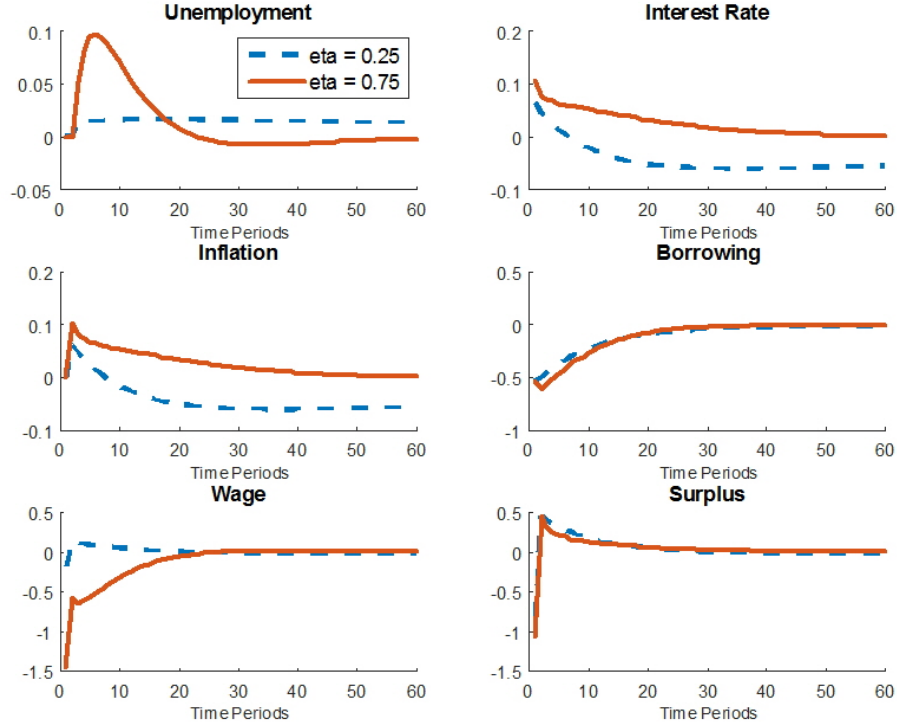 Unemployment
0.1
0.05
0
-0.05
eta = 0.25
eta = 0.75
0 10 20 30 40 50 60
Time Periods
Interest Rate
0.2
0.1
0
-0.1
0 10 20 30 40 50 60
Time Periods
Inflation
0.2
0.1
0
-0.1
0 10 20 30 40 50 60
Time Periods
Borrowing
0.5
0
-0.5
-1
0 10 20 30 40 50 60
Time Periods
Wage
0.5
0
-0.5
-1
-1.5
0 10 20 30 40 50 60
Time Periods
Surplus
0.5
0
-0.5
-1
-1.5
0 10 20 30 40 50 60
Time Periods